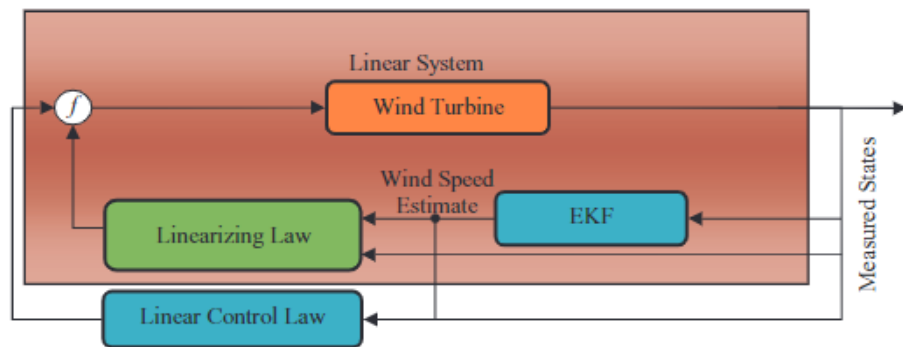 Linear System
f
Wind Turbine
Wind Speed
Estimate
EKF
Linearizing Law
Measured States
Linear Control Law